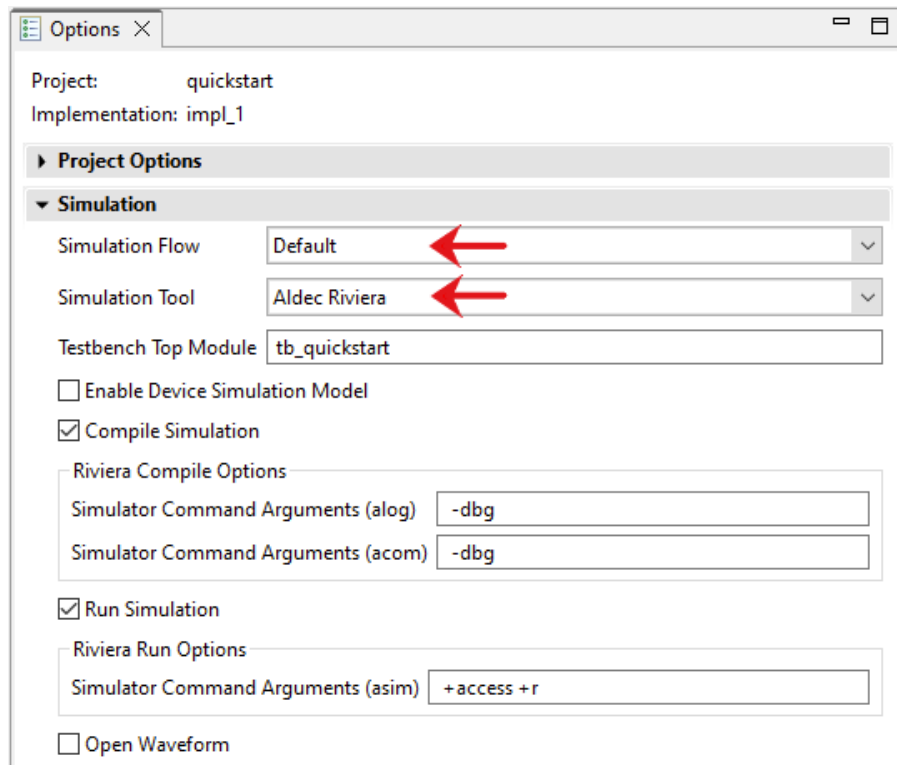 Options
Project: quickstart
Implementation: impl_1
Project Options
Simulation
Simulation Flow Default
Simulation Tool Aldec Riviera
Testbench Top Module tb_quickstart
Enable Device Simulation Model
Compile Simulation
Riviera Compile Options
Simulator Command Arguments (alog) -dbg
Simulator Command Arguments (acom) -dbg
Run Simulation
Riviera Run Options
Simulator Command Arguments (asim) +access +r
Open Waveform